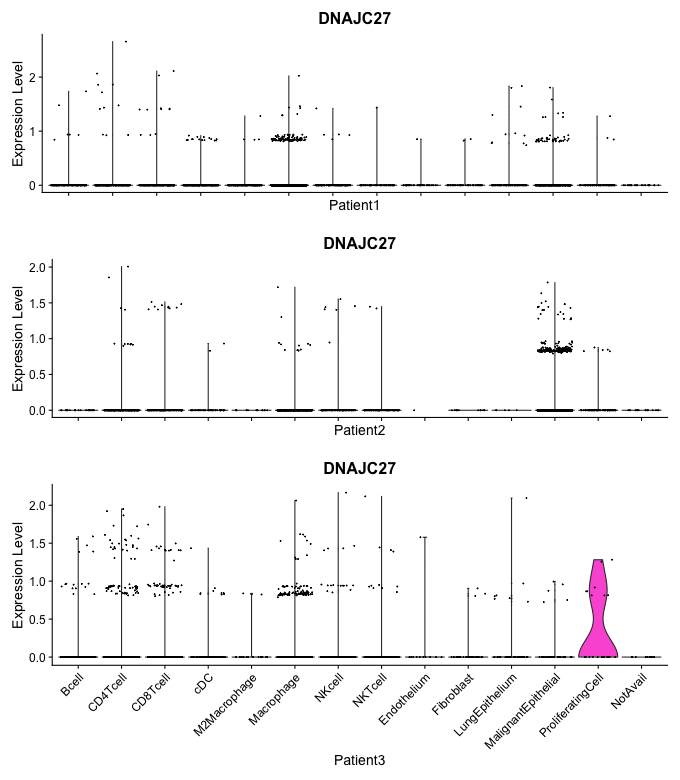 DNAJC27
Expression Level
2
1
0
Patient1
DNAJC27
Expression Level
2.0
1.5
1.0
0.5
0.0
Patient2
DNAJC27
Expression Level
2.0
1.5
1.0
0.5
0.0
Bcell
CD4Tcell
CD8Tcell
cDC
M2Macrophage
Macrophage
NKcell
NKTcell
Endothelium
Fibroblast
LungEpithelium
MalignantEpithelial
ProliferatingCell
NotAvail
Patient3